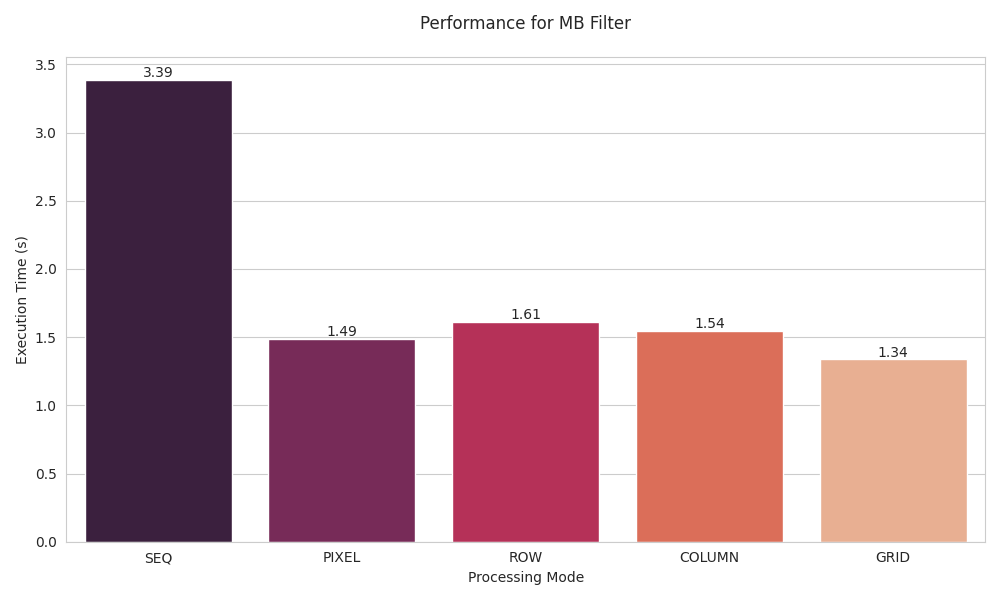 Performance for MB Filter
Execution Time (s)
3.5
3.0
2.5
2.0
1.5
1.0
0.5
0.0
3.39
1.49
1.61
1.54
1.34
SEQ
PIXEL
ROW
COLUMN
GRID
Processing Mode